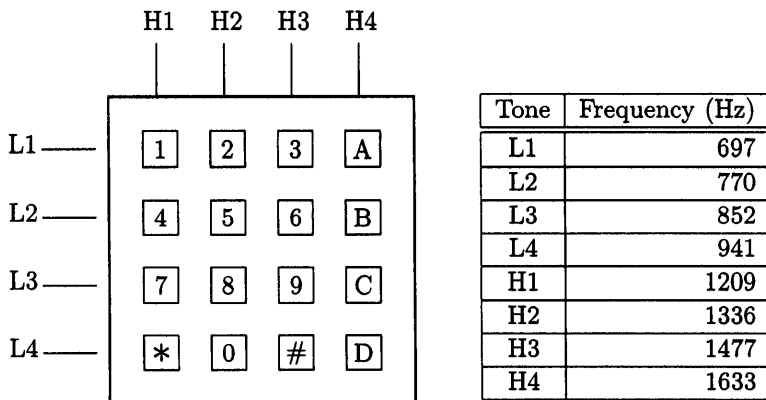 H1 H2 H3 H4
L1 1 2 3 A
L2 4 5 6 B
L3 7 8 9 C
L4 * 0 # D
Tone Frequency (Hz)
L1 697
L2 770
L3 852
L4 941
H1 1209
H2 1336
H3 1477
H4 1633